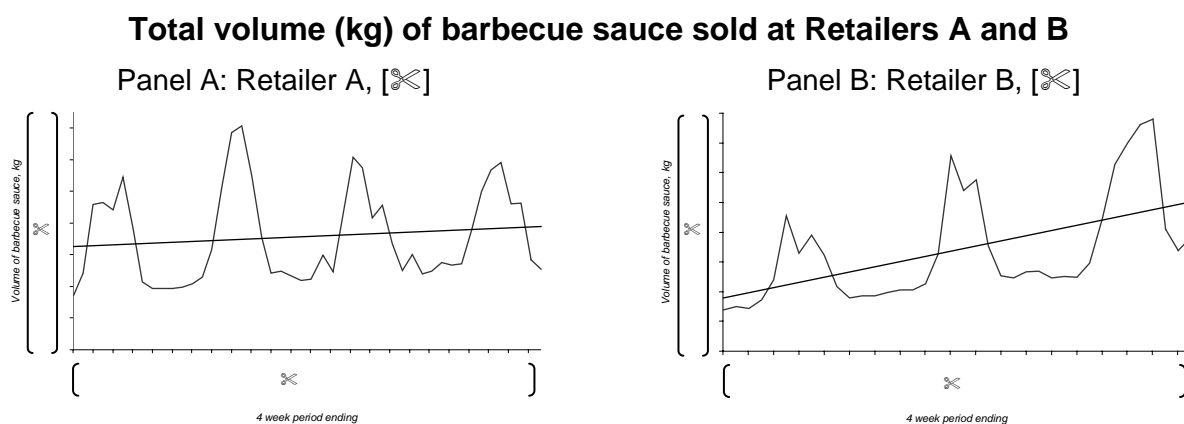 Total volume (kg) of barbecue sauce sold at Retailers A and B
Panel A: Retailer A, [✂]
Panel B: Retailer B, [✂]
Volume of barbecue sauce, kg
✂
✂
4 week period ending
Volume of barbecue sauce, kg
✂
✂
4 week period ending